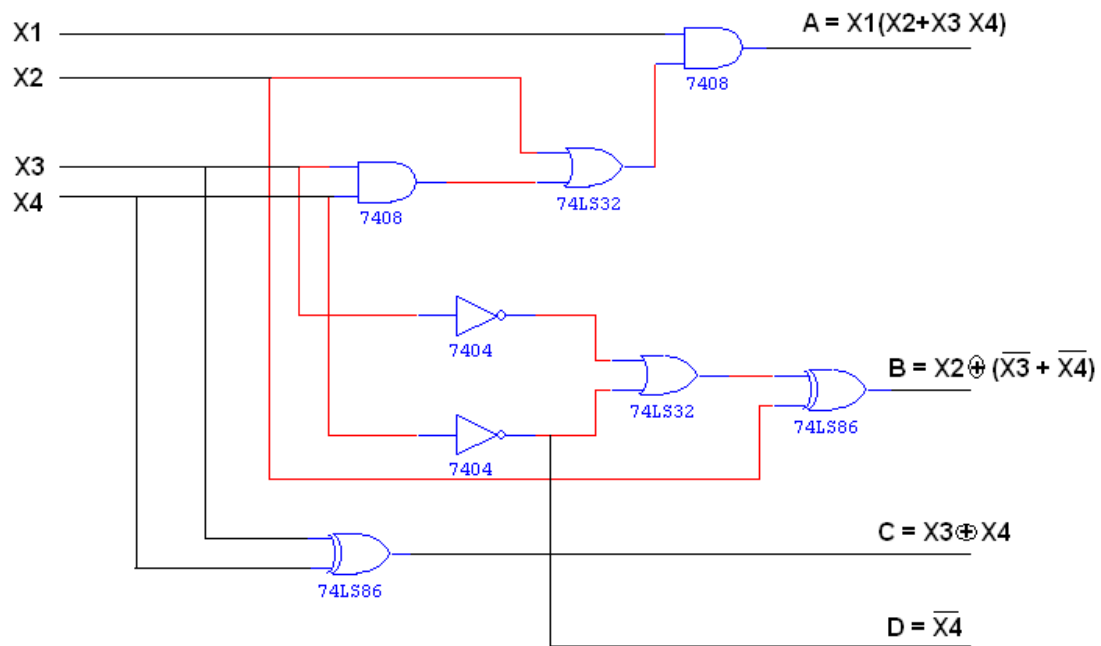 X1
A = X1(X2+X3 X4)
X2
7408
X3
X4
7408
74LS32
7404
B = X2⊕(X̅3̅ + X̅4̅)
74LS32
74LS86
7404
C = X3⊕X4
74LS86
D = X̅4̅